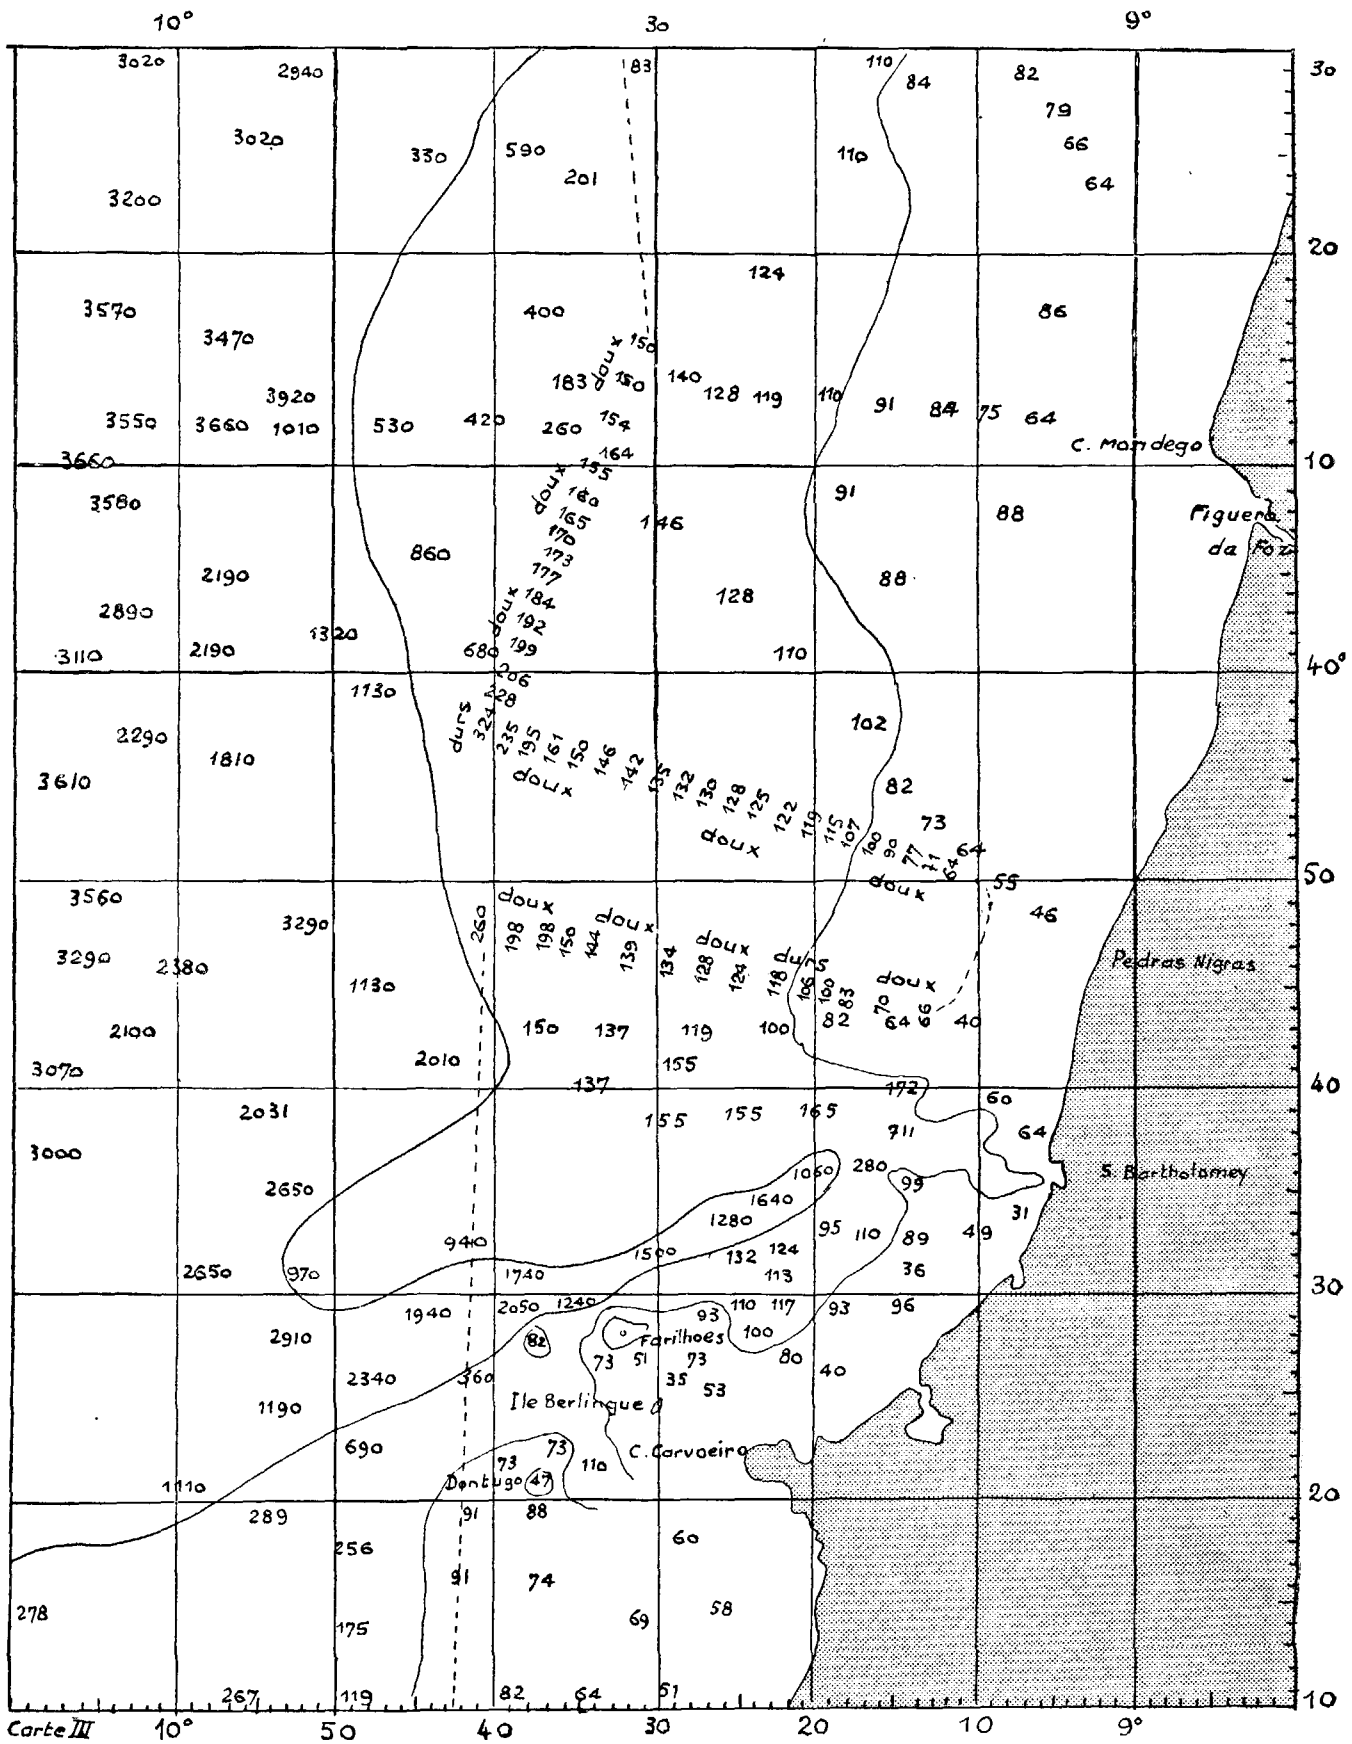 10° 30 9°
3020 2940 83 110 84 82 30
79
3020 330 590 201 110 66
3200 64
20
124
3570 3470 400 86
doux 150
183 150 140 128 119 110 91 84 75 64
3920
3550 3660 1010 530 420 260 154
C. Mondego
3660 164 10
155
3580 doux 160 91 88
165 146 Figuera
170 da Foz
860 173
2190 177 88
doux 184 128
2890 192
1320 199
3110 2190 680 110 40°
206
1130 228
durs 324 235 195 161 150 146 142 135 132 130 128 125 122 119 115 107 100 90 77 71 64
102
2290 1810
doux
3610 82
73
doux 64
doux 55 50
3560 doux 46
3290 260 198 198 150 144 doux 139 134 doux 128 124 durs 118 106 100 83 doux 70 66
3290 2380 Pedras Nigras
1130
2100 150 137 119 100 82 64 40
3070 2010 155
137 172 40
2031 155 155 165 60
711 64
3000
1060 280 S. Bartholomey
2650 1640 99
1280 31
95 110 89 49
940 1500 132 124
2650 970 1740 113 36
30
1940 2050 1240 93 110 117 93 96
2910 82 Farilhoes 100
73 51 73 80
2340 360 35 53 40
1190 Ile Berlingue
690 73 C. Carvoeiro
73 110
1110 Dontugo 47
20
289 91 88
60
256
91 74
278 58
175 69
267 119 82 64 51 10
Carte III 10° 50 40 30 20 10 9°